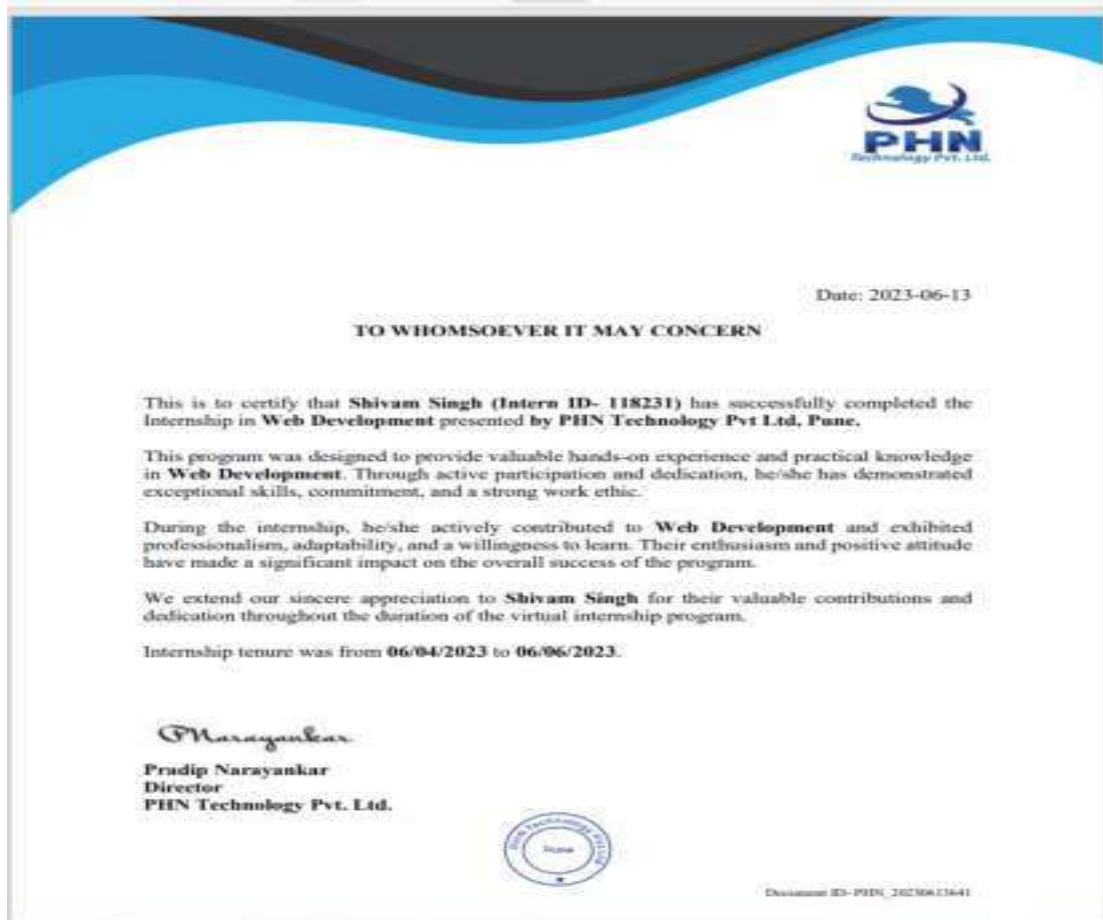 PHN
Technology Pvt. Ltd.
Date: 2023-06-13
TO WHOMSOEVER IT MAY CONCERN
This is to certify that Shivam Singh (Intern ID- 118231) has successfully completed the
Internship in Web Development presented by PHN Technology Pvt Ltd, Pune.
This program was designed to provide valuable hands-on experience and practical knowledge
in Web Development. Through active participation and dedication, he/she has demonstrated
exceptional skills, commitment, and a strong work ethic.
During the internship, he/she actively contributed to Web Development and exhibited
professionalism, adaptability, and a willingness to learn. Their enthusiasm and positive attitude
have made a significant impact on the overall success of the program.
We extend our sincere appreciation to Shivam Singh for their valuable contributions and
dedication throughout the duration of the virtual internship program.
Internship tenure was from 06/04/2023 to 06/06/2023.
PNarayankar
Pradip Narayankar
Director
PHN Technology Pvt. Ltd.
PHN Technology Pvt Ltd
Pune
Document ID- PHN_20230613641